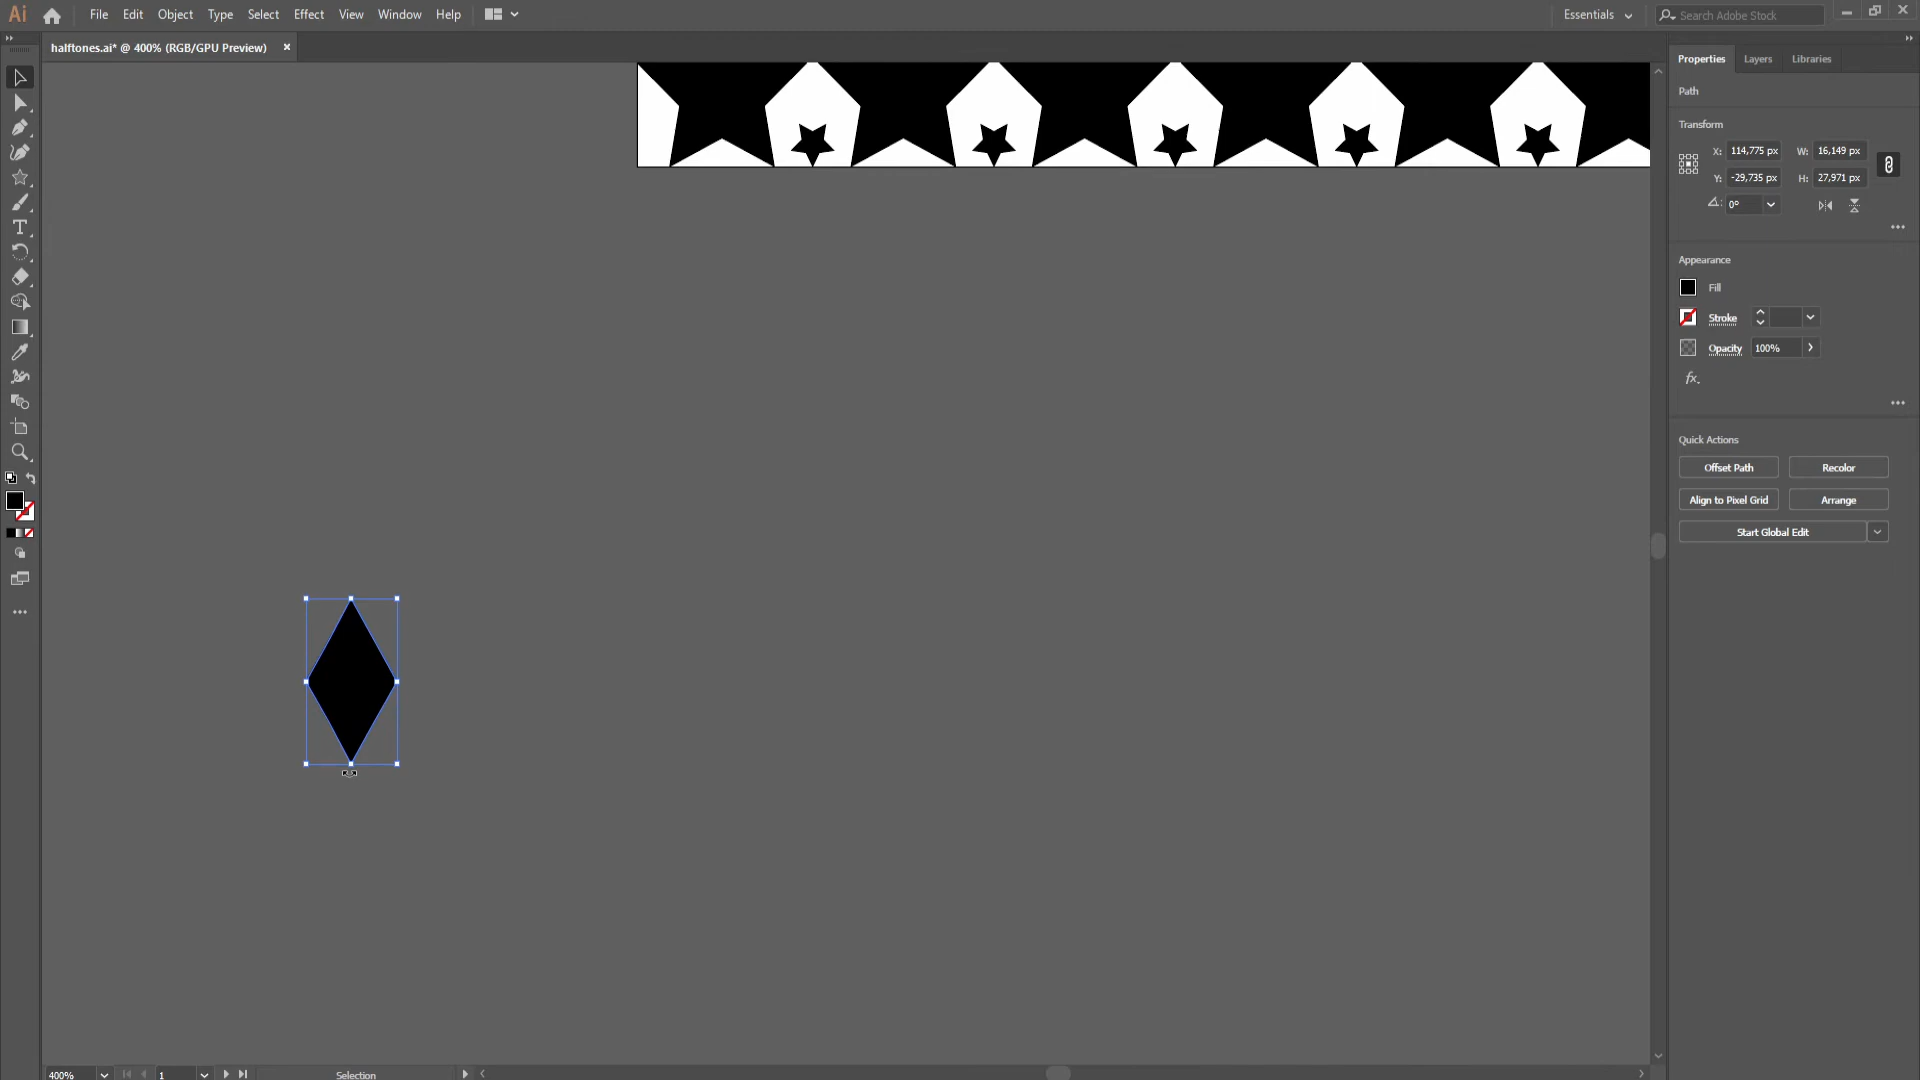 Ai File Edit Object Type Select Effect View Window Help Essentials Search Adobe Stock
halftones.ai* @ 400% (RGB/GPU Preview) ×
Properties Layers Libraries
Path
Transform
X: 114,775 px W: 16,149 px
Y: -29,735 px H: 27,971 px
0°
Appearance
Fill
Stroke
Opacity 100%
fx.
Quick Actions
Offset Path Recolor
Align to Pixel Grid Arrange
Start Global Edit
400% 1 Selection